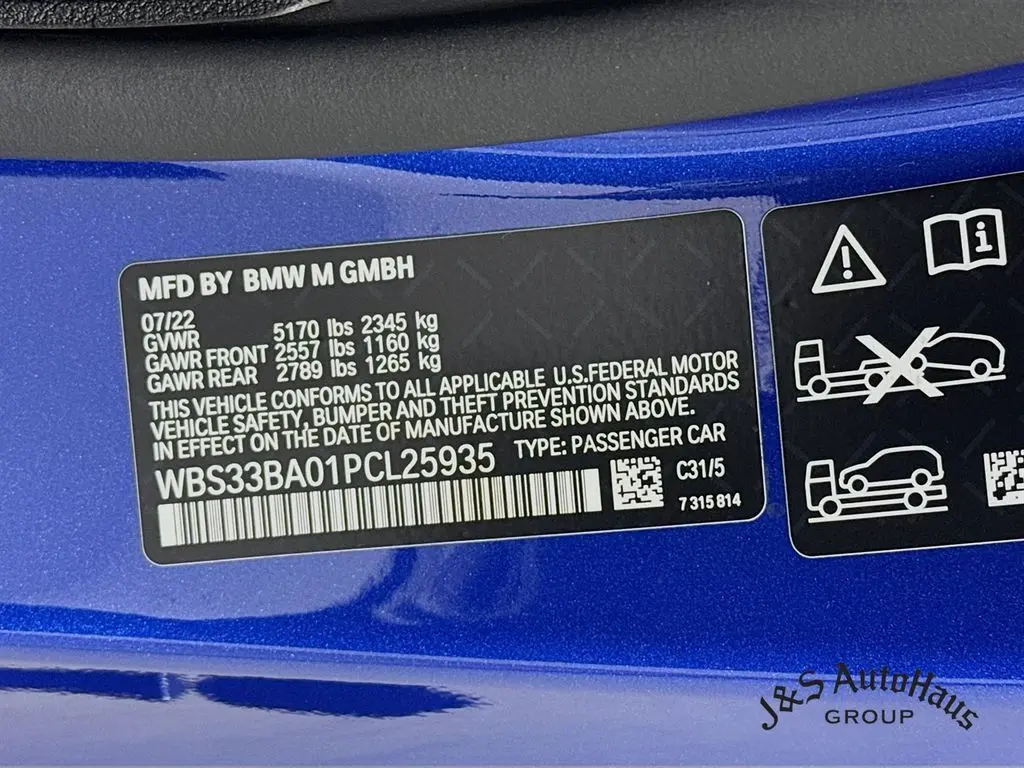 MFD BY BMW M GMBH
07/22
GVWR 5170 lbs 2345 kg
GAWR FRONT 2557 lbs 1160 kg
GAWR REAR 2789 lbs 1265 kg
THIS VEHICLE CONFORMS TO ALL APPLICABLE U.S.FEDERAL MOTOR
VEHICLE SAFETY, BUMPER AND THEFT PREVENTION STANDARDS
IN EFFECT ON THE DATE OF MANUFACTURE SHOWN ABOVE.
WBS33BA01PCL25935 TYPE: PASSENGER CAR
C31/5
7 315 814
J&S AutoHaus
GROUP